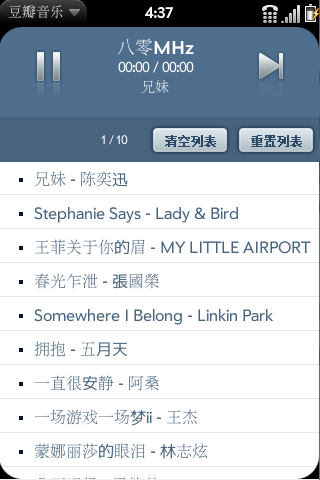 豆瓣音乐
4:37
八零MHz
00:00 / 00:00
兄妹
1 / 10
清空列表
重置列表
兄妹 - 陈奕迅
Stephanie Says - Lady & Bird
王菲关于你的眉 - MY LITTLE AIRPORT
春光乍泄 - 張國榮
Somewhere I Belong - Linkin Park
拥抱 - 五月天
一直很安静 - 阿桑
一场游戏一场梦ii - 王杰
蒙娜丽莎的眼泪 - 林志炫